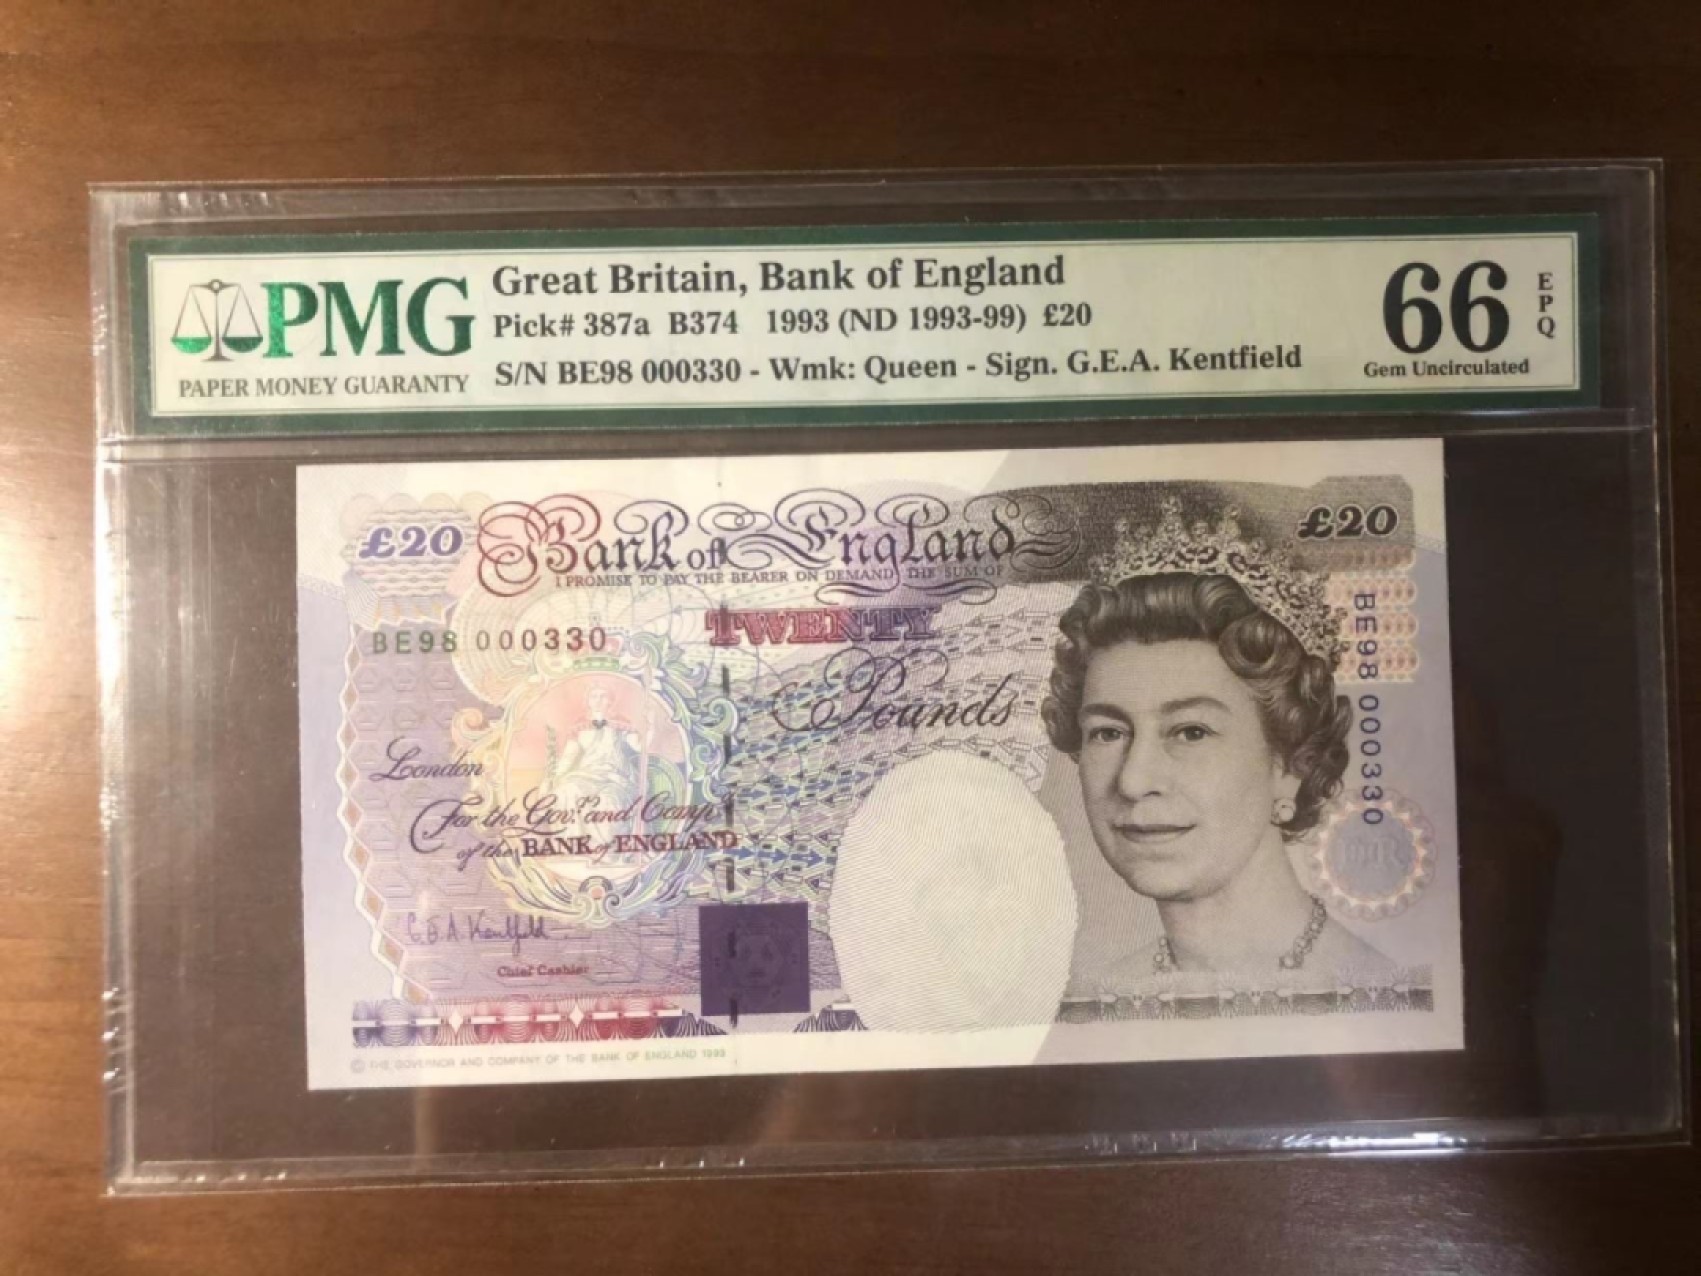 PMG
PAPER MONEY GUARANTY
Great Britain, Bank of England
Pick# 387a B374 1993 (ND 1993-99) £20
S/N BE98 000330 - Wmk: Queen - Sign. G.E.A. Kentfield
66
EPQ
Gem Uncirculated
£20
Bank of England
£20
I PROMISE TO PAY THE BEARER ON DEMAND THE SUM OF
TWENTY
BE98 000330
Pounds
BE98 000330
London
For the Govr. and Compa.
of the BANK of ENGLAND
G.E.A. Kentfield
Chief Cashier
© THE GOVERNOR AND COMPANY OF THE BANK OF ENGLAND 1993